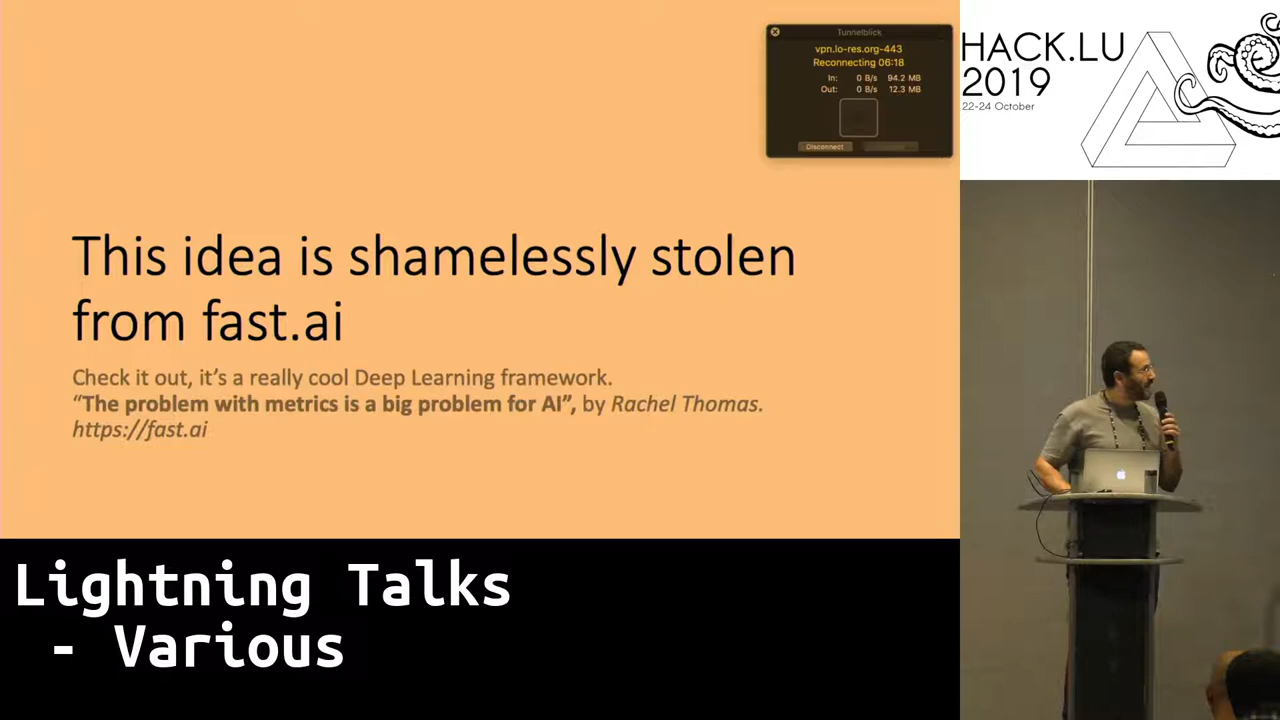 Tunnelblick
vpn.lo-res.org-443
Reconnecting 06:18
In: 0 B/s 94.2 MB
Out: 0 B/s 12.3 MB
Disconnect
HACK.LU
2019
22-24 October
This idea is shamelessly stolen
from fast.ai
Check it out, it’s a really cool Deep Learning framework.
“The problem with metrics is a big problem for AI”, by Rachel Thomas.
https://fast.ai
Lightning Talks
- Various